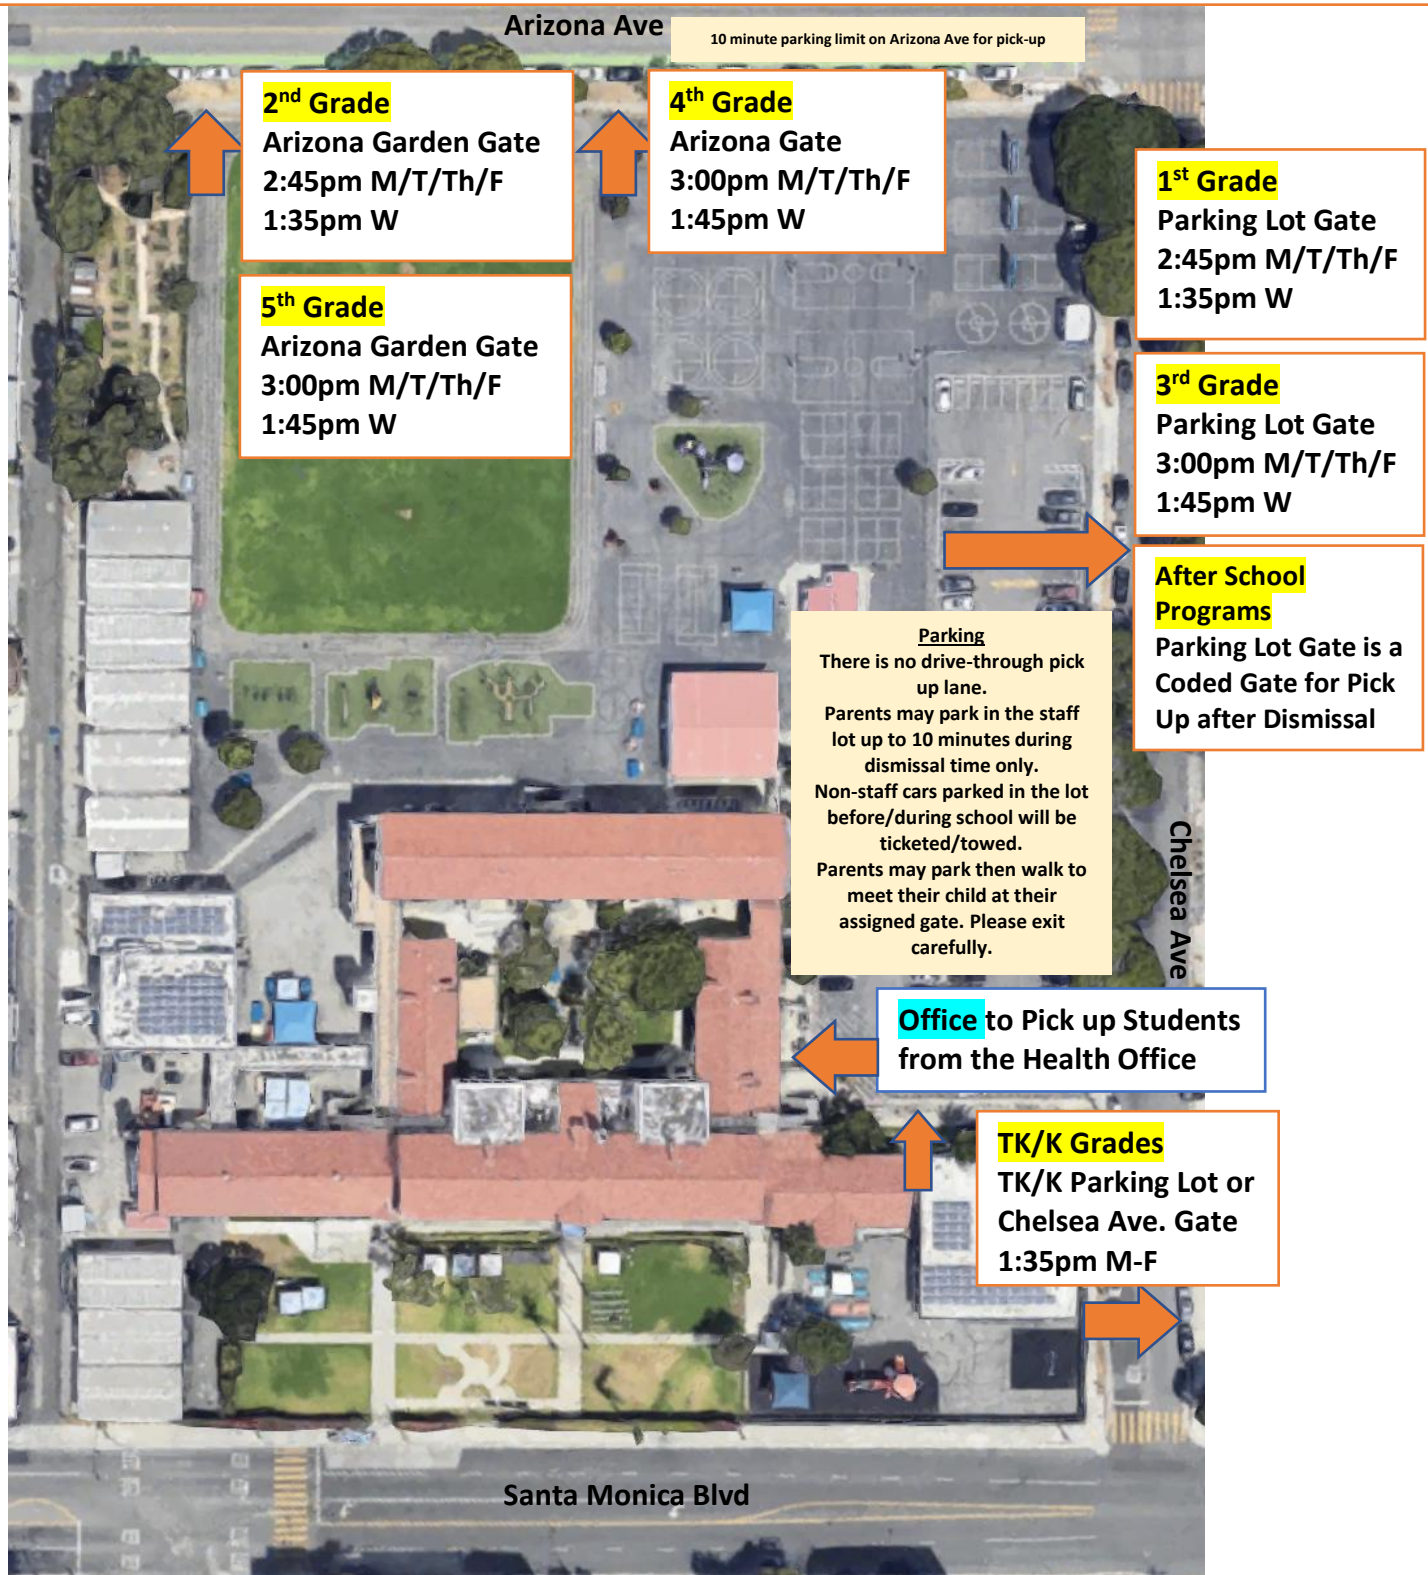 Arizona Ave
10 minute parking limit on Arizona Ave for pick-up
2nd Grade
Arizona Garden Gate
2:45pm M/T/Th/F
1:35pm W
4th Grade
Arizona Gate
3:00pm M/T/Th/F
1:45pm W
1st Grade
Parking Lot Gate
2:45pm M/T/Th/F
1:35pm W
5th Grade
Arizona Garden Gate
3:00pm M/T/Th/F
1:45pm W
3rd Grade
Parking Lot Gate
3:00pm M/T/Th/F
1:45pm W
After School
Programs
Parking Lot Gate is a
Coded Gate for Pick
Up after Dismissal
Parking
There is no drive-through pick
up lane.
Parents may park in the staff
lot up to 10 minutes during
dismissal time only.
Non-staff cars parked in the lot
before/during school will be
ticketed/towed.
Parents may park then walk to
meet their child at their
assigned gate. Please exit
carefully.
Chelsea Ave
Office to Pick up Students
from the Health Office
TK/K Grades
TK/K Parking Lot or
Chelsea Ave. Gate
1:35pm M-F
Santa Monica Blvd